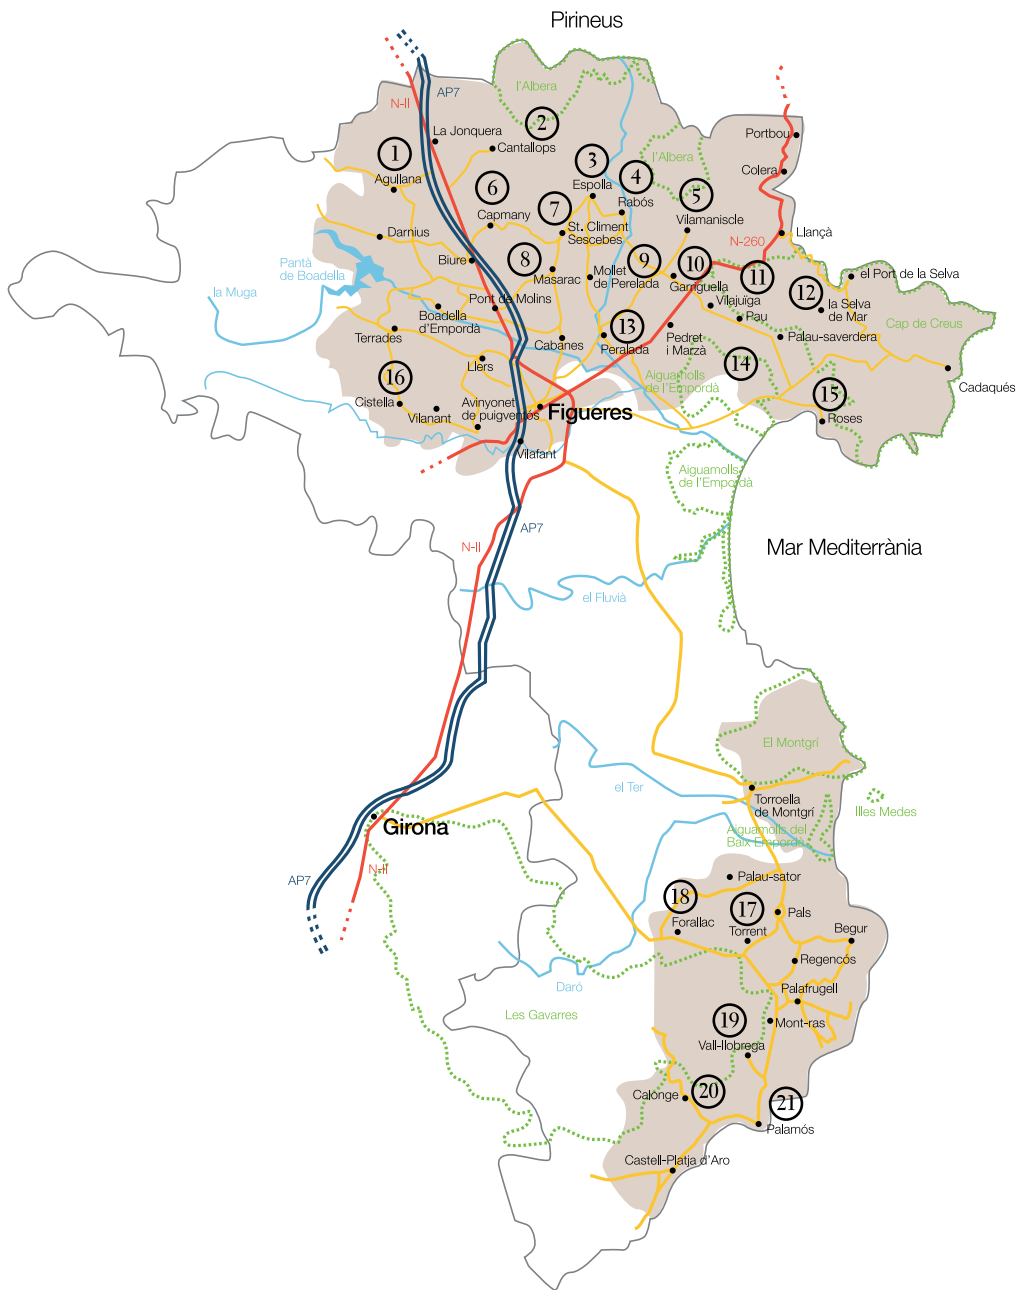 Pirineus
l'Albera
AP7
N-II
2
Portbou
La Jonquera
1
Cantallops
l'Albera
3
Colera
4
Agullana
6
Espolla
5
Rabós
7
Capmany
Vilamaniscle
St. Climent
Sescebes
Darnius
Llançà
N-260
Pantà
de Boadella
Biure
8
9
10
11
el Port de la Selva
Masarac
Mollet
de Perelada
Garriguella
12
la Muga
Pont de Molins
Vilajuïga
la Selva
de Mar
Boadella
d'Empordà
Pau
Cap de Creus
13
Terrades
Cabanes
Peralada
Pedret
i Marzà
Palau-saverdera
Llers
14
16
Aiguamolls
de l'Empordà
Cadaqués
Cistella
Avinyonet
de puigventós
15
Vilanant
Figueres
Roses
Vilafant
Aiguamolls
de l'Empordà
AP7
N-II
Mar Mediterrània
el Fluvià
El Montgrí
el Ter
Torroella
de Montgrí
Illes Medes
Girona
Aiguamolls del
Baix Empordà
N-II
AP7
Palau-sator
18
17
Pals
Forallac
Torrent
Begur
Regencós
Daró
Palafrugell
Les Gavarres
19
Mont-ras
Vall-llobrega
20
Calonge
21
Palamós
Castell-Platja d'Aro